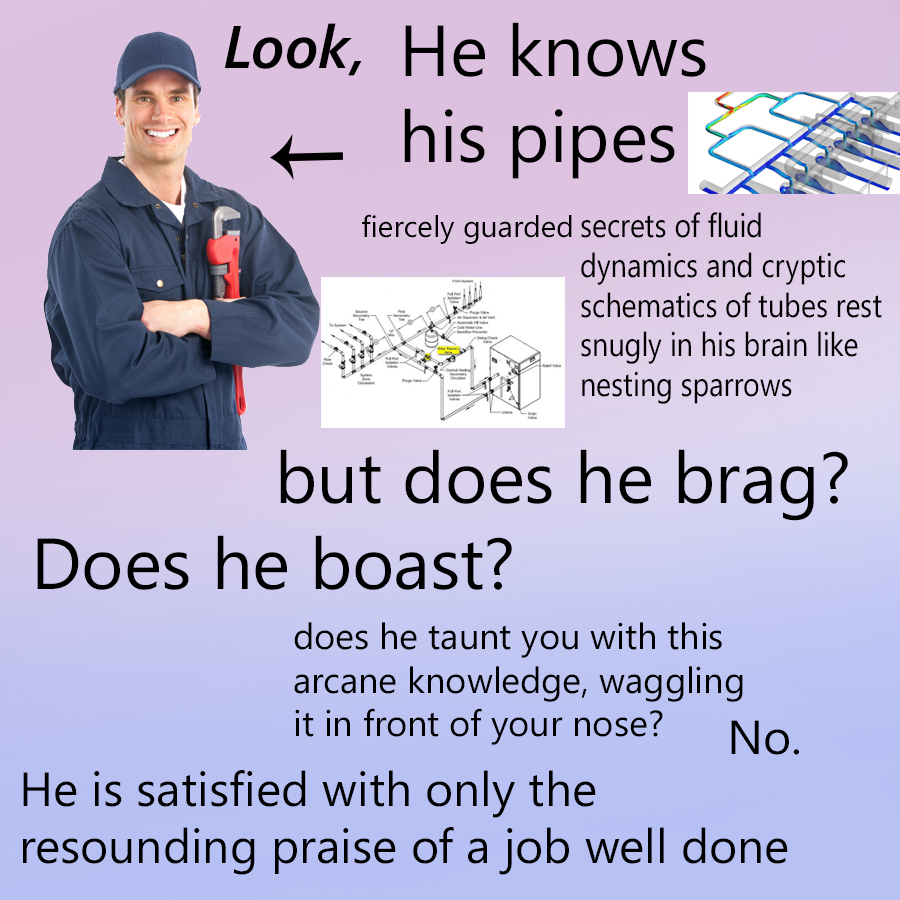 Look, He knows
his pipes
fiercely guarded secrets of fluid
dynamics and cryptic
schematics of tubes rest
snugly in his brain like
nesting sparrows
but does he brag?
Does he boast?
does he taunt you with this
arcane knowledge, waggling
it in front of your nose?
No.
He is satisfied with only the
resounding praise of a job well done